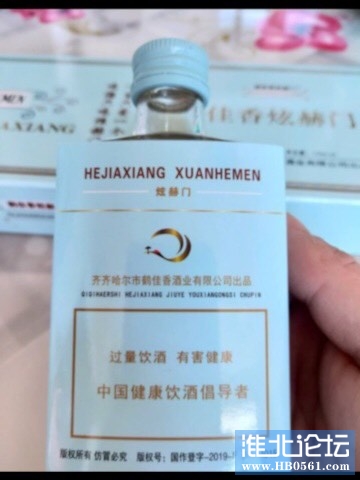 佳香炫赫门
HEJIAXIANG XUANHEMEN
炫赫门
齐齐哈尔市鹤佳香酒业有限公司出品
QIQIHAERSHI HEJIAXIANG JIUYE YOUXIANGONGSI CHUPIN
过量饮酒 有害健康
中国健康饮酒倡导者
版权所有 仿冒必究 版权号：国作登字-2019-
淮北论坛
www.HB0561.com